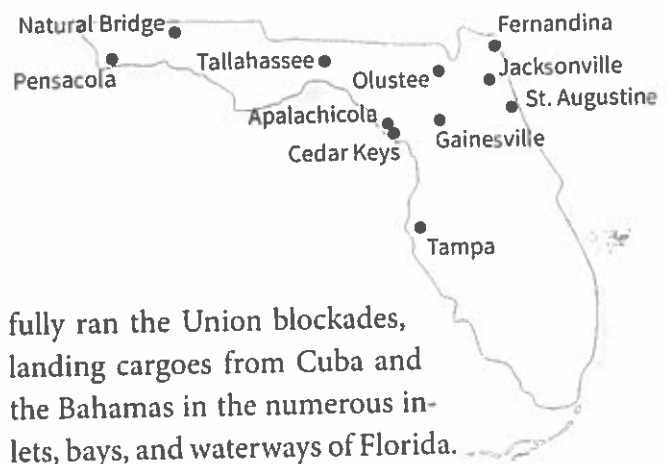 Natural Bridge
Fernandina
Pensacola
Tallahassee
Olustee
Jacksonville
St. Augustine
Apalachicola
Cedar Keys
Gainesville
Tampa
fully ran the Union blockades,
landing cargoes from Cuba and
the Bahamas in the numerous in-
lets, bays, and waterways of Florida.